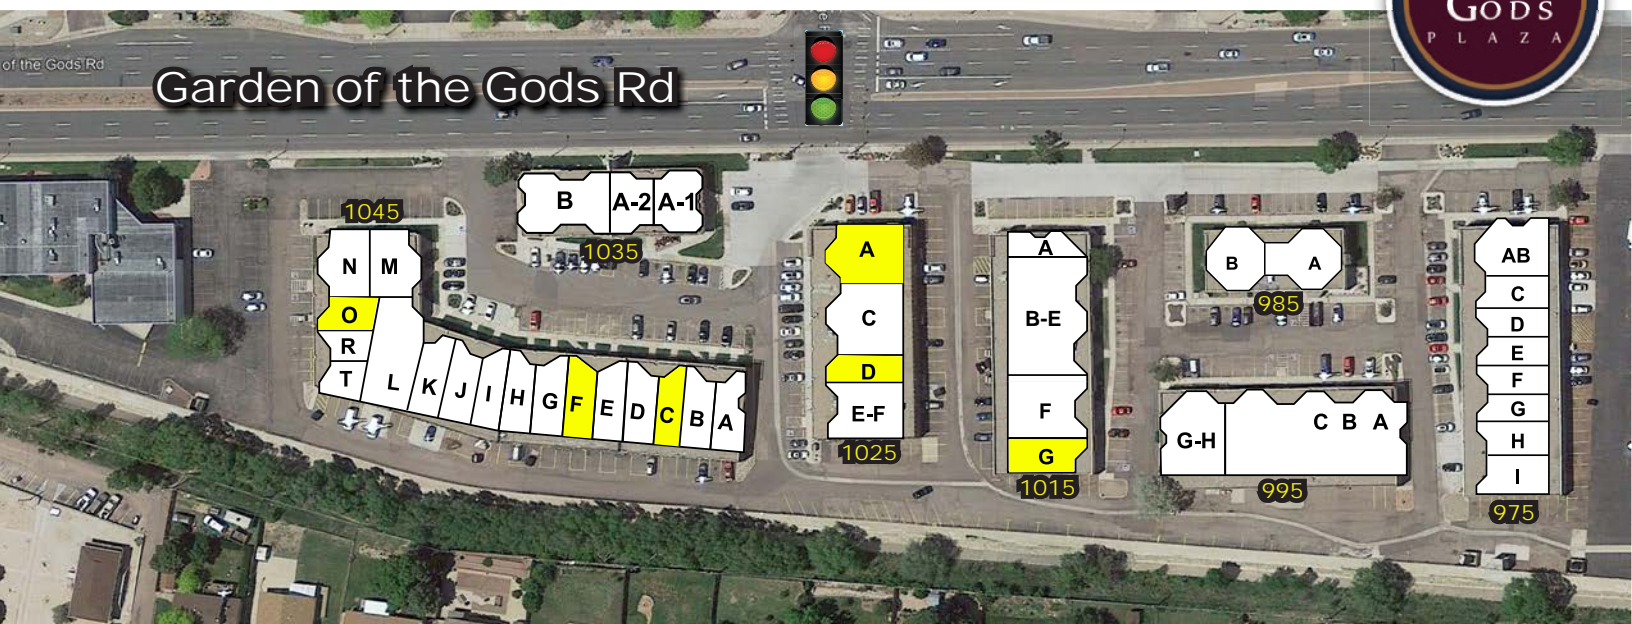 GODS
PLAZA
of the Gods Rd
Garden of the Gods Rd
1045
N
M
O
R
T
L
K
J
I
H
G
F
E
D
C
B
A
B
A-2
A-1
1035
A
C
D
E-F
1025
A
B-E
F
G
1015
B
A
985
G-H
C B A
995
AB
C
D
E
F
G
H
I
975